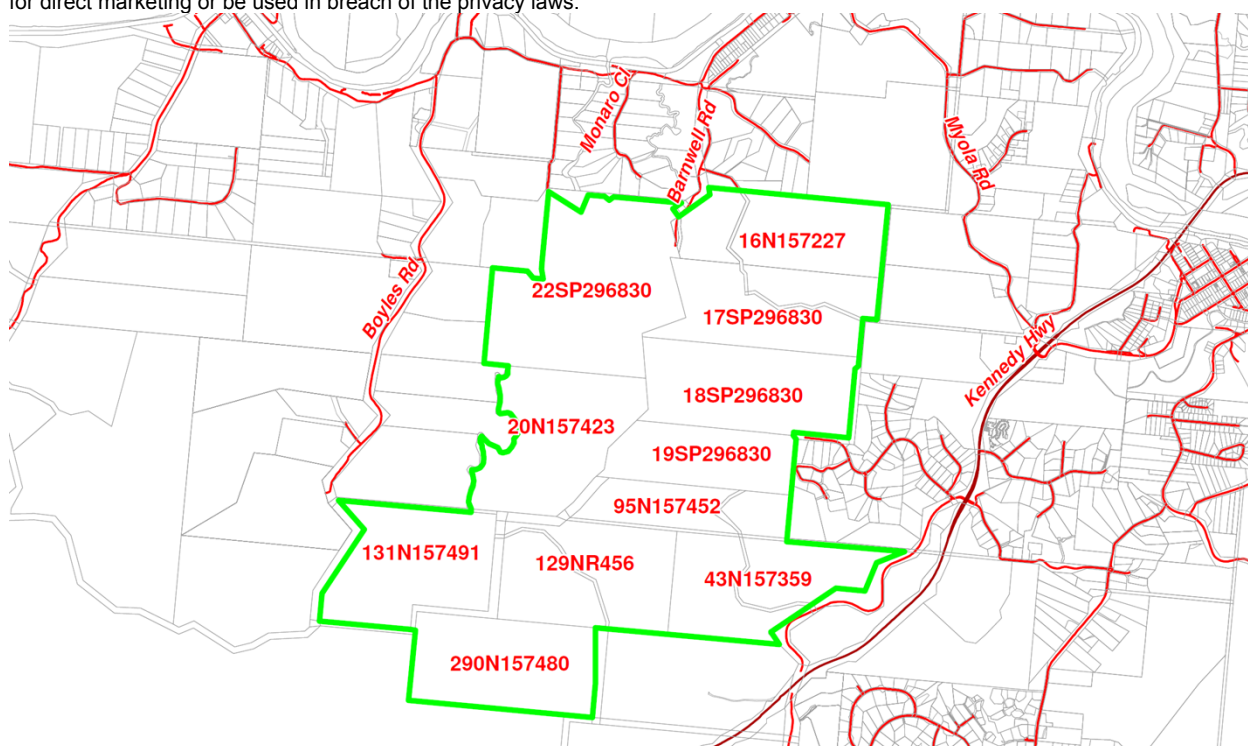 for direct marketing or be used in breach of the privacy laws.
Monaro Cl
Barnwell Rd
Myola Rd
16N157227
Boyles Rd
22SP296830
17SP296830
Kennedy Hwy
18SP296830
20N157423
19SP296830
95N157452
131N157491
129NR456
43N157359
290N157480